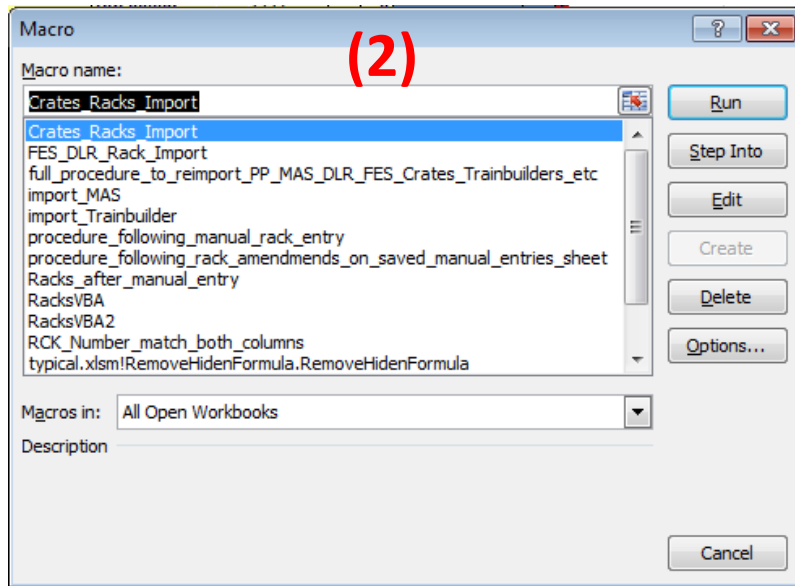 Macro
(2)
Macro name:
Crates_Racks_Import
Run
Crates_Racks_Import
FES_DLR_Rack_Import
full_procedure_to_reimport_PP_MAS_DLR_FES_Crates_Trainbuilders_etc
import_MAS
import_Trainbuilder
procedure_following_manual_rack_entry
procedure_following_rack_amendmends_on_saved_manual_entries_sheet
Racks_after_manual_entry
RacksVBA
RacksVBA2
RCK_Number_match_both_columns
typical.xlsm!RemoveHidenFormula.RemoveHidenFormula
Step Into
Edit
Create
Delete
Options...
Macros in: All Open Workbooks
Description
Cancel